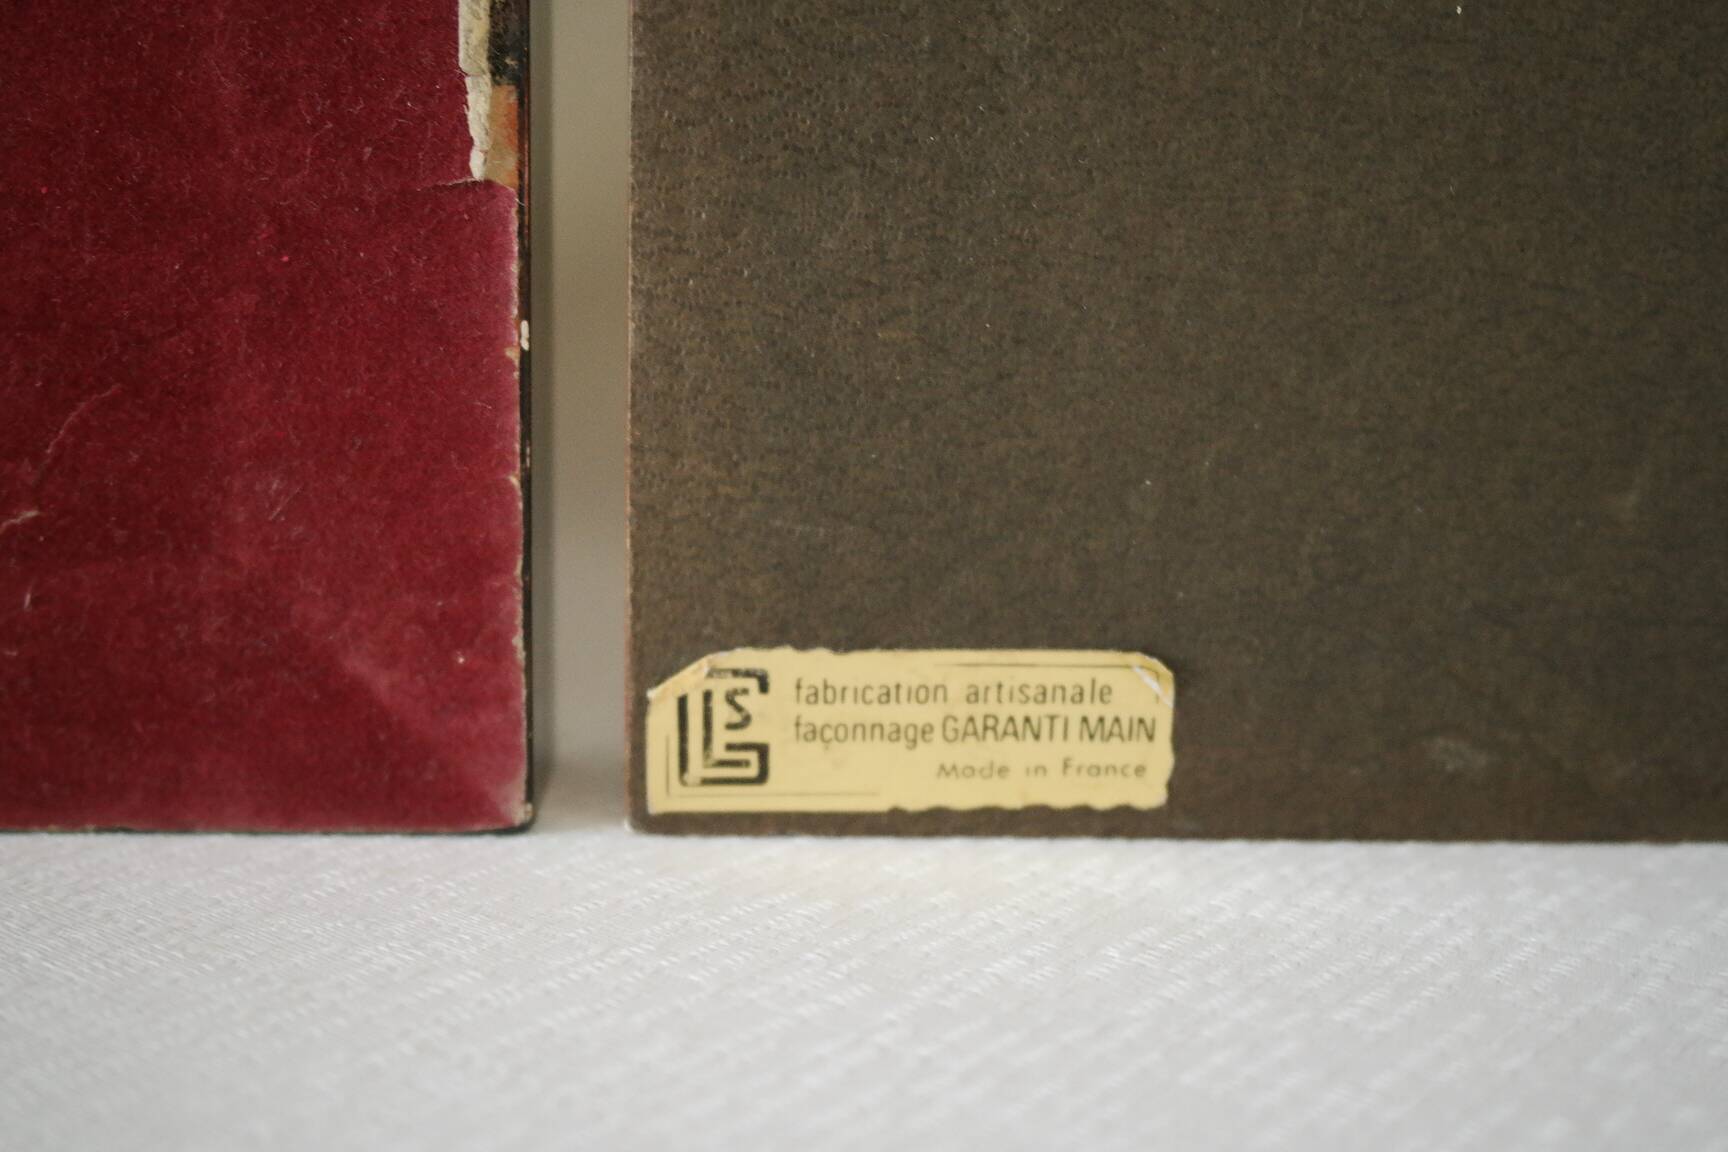 fabrication artisanale
façonnage GARANTI MAIN
Made in France